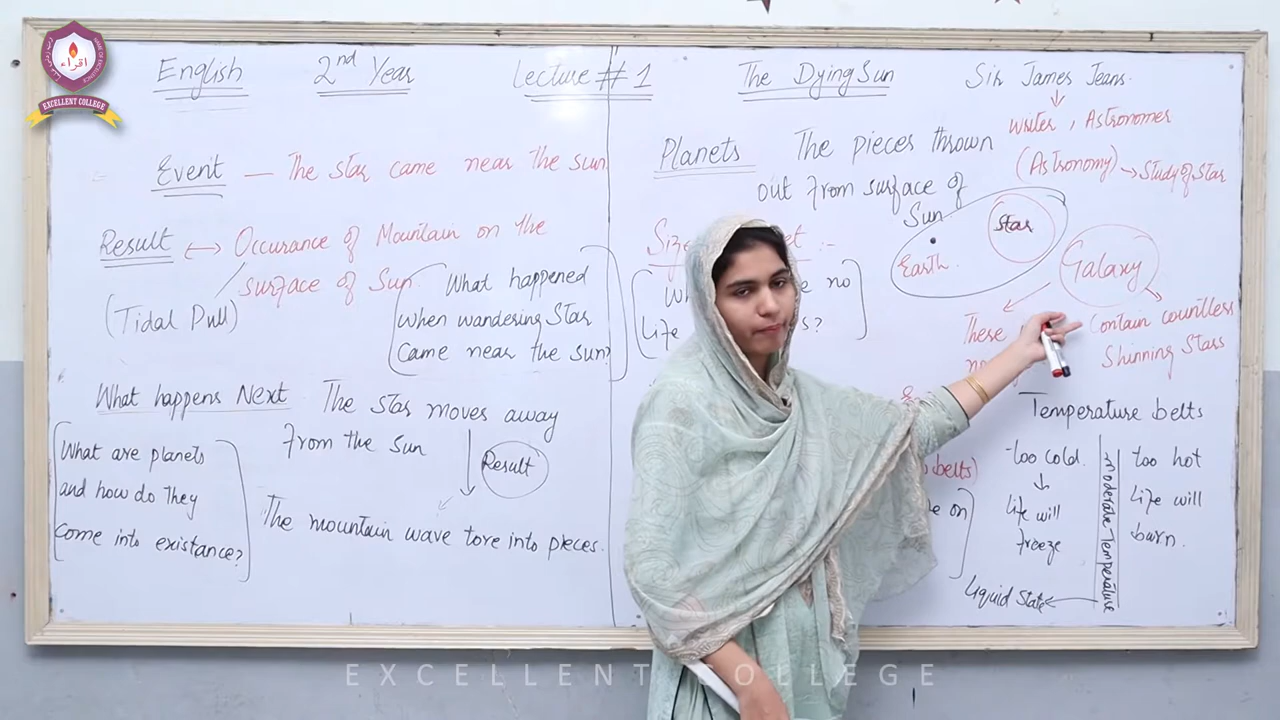 English
2nd Year
Lecture # 1
The Dying Sun
Sir James Jeans.
Writer, Astronomer
(Astronomy) → Study of Star
Event — The star came near the sun
Result ↔ Occurance of Mountain on the
surface of Sun.
(Tidal Pull)
What happened
when wandering Star
came near the sun?
What happens Next
The star moves away
from the sun
Result
The mountain wave tore into pieces.
What are planets
and how do they
come into existance?
Planets
The pieces thrown
out from surface of
Sun
Earth.
Star
Galaxy
These
Contain countless
Shinning Stars
no
Life
?
belts)
on
Temperature belts
too cold.
↓
life will
freeze
moderate Temperature
too hot
life will
burn.
Liquid State
EXCELLENT COLLEGE
EXCELLENT COLLEGE